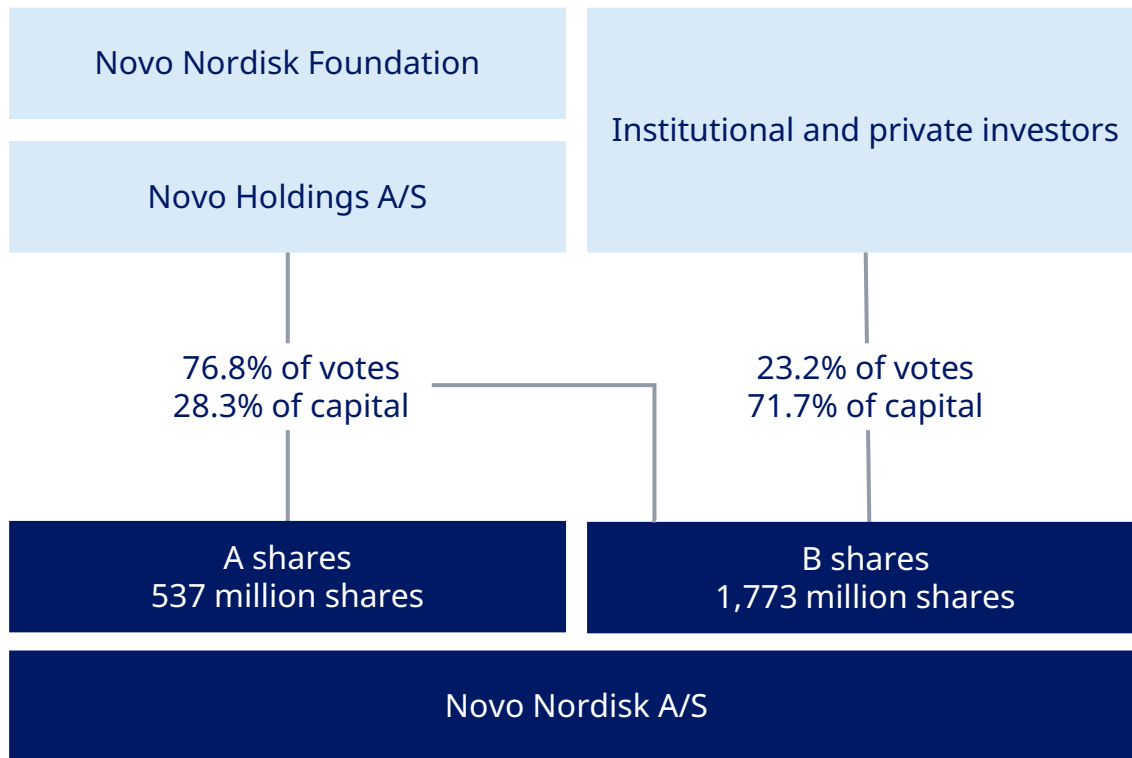 Novo Nordisk Foundation
Novo Holdings A/S
Institutional and private investors
76.8% of votes
28.3% of capital
23.2% of votes
71.7% of capital
A shares
537 million shares
B shares
1,773 million shares
Novo Nordisk A/S